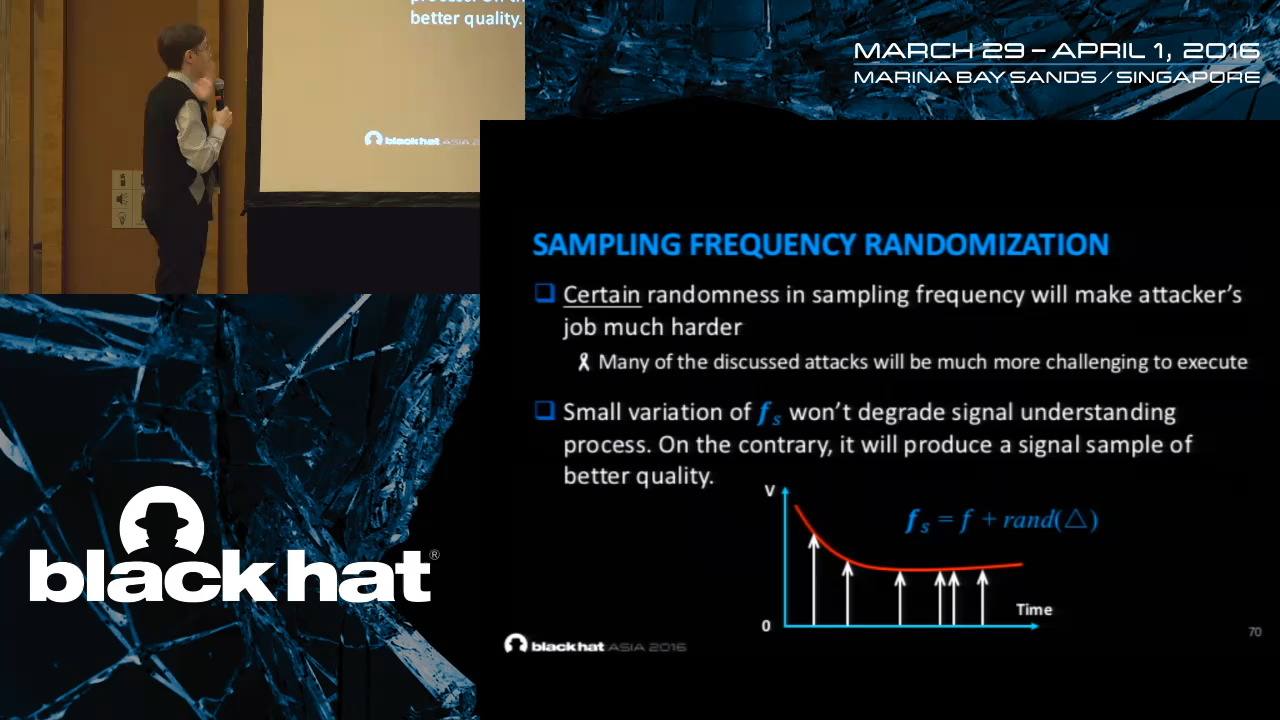 better quality.
black hat ASIA 2
MARCH 29 – APRIL 1, 2016
MARINA BAY SANDS / SINGAPORE
SAMPLING FREQUENCY RANDOMIZATION
Certain randomness in sampling frequency will make attacker's
job much harder
Many of the discussed attacks will be much more challenging to execute
Small variation of fs won't degrade signal understanding
process. On the contrary, it will produce a signal sample of
better quality.
V
fs = f + rand(△)
Time
0
black hat ASIA 2016
70
black hat®